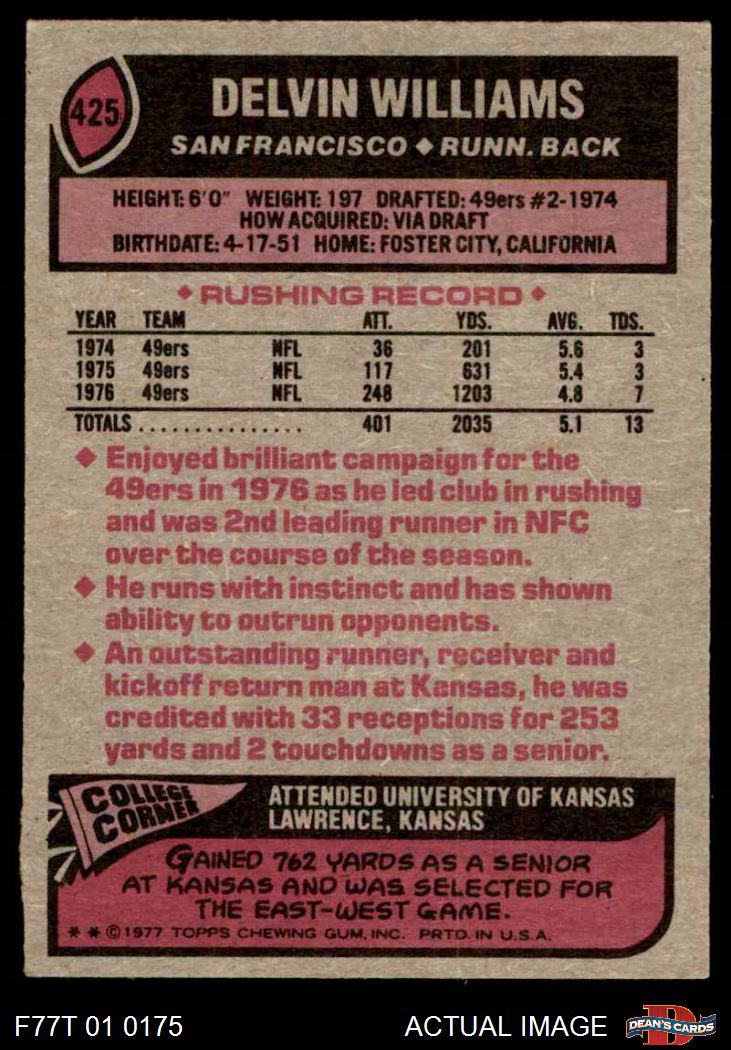 425
DELVIN WILLIAMS
SAN FRANCISCO ◆ RUNN. BACK
HEIGHT: 6'0" WEIGHT: 197 DRAFTED: 49ers #2-1974
HOW ACQUIRED: VIA DRAFT
BIRTHDATE: 4-17-51 HOME: FOSTER CITY, CALIFORNIA
◆ RUSHING RECORD ◆
YEAR TEAM ATT. YDS. AVG. TDS.
1974 49ers NFL 36 201 5.6 3
1975 49ers NFL 117 631 5.4 3
1976 49ers NFL 248 1203 4.8 7
TOTALS ............... 401 2035 5.1 13
◆ Enjoyed brilliant campaign for the
49ers in 1976 as he led club in rushing
and was 2nd leading runner in NFC
over the course of the season.
◆ He runs with instinct and has shown
ability to outrun opponents.
◆ An outstanding runner, receiver and
kickoff return man at Kansas, he was
credited with 33 receptions for 253
yards and 2 touchdowns as a senior.
COLLEGE
CORNER
ATTENDED UNIVERSITY OF KANSAS
LAWRENCE, KANSAS
GAINED 762 YARDS AS A SENIOR
AT KANSAS AND WAS SELECTED FOR
THE EAST-WEST GAME.
* * © 1977 TOPPS CHEWING GUM, INC. PRTD. IN U.S.A.
F77T 01 0175
ACTUAL IMAGE
D
DEAN'S CARDS